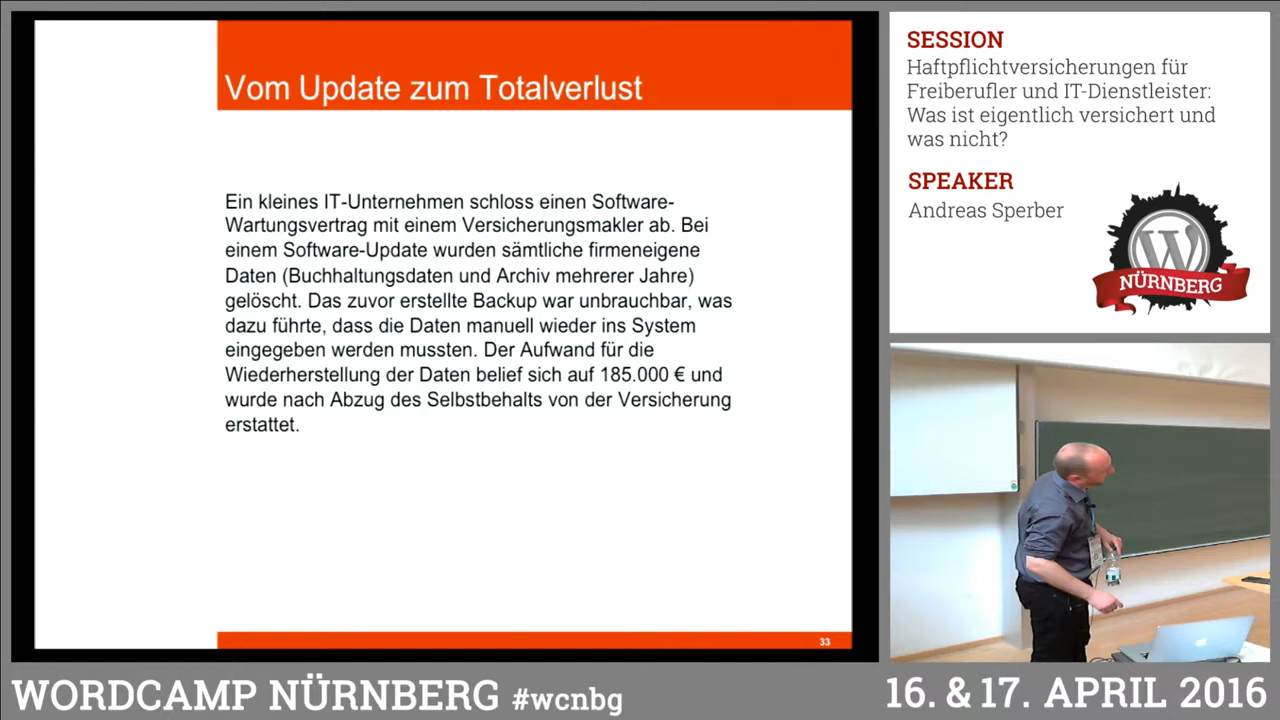 Vom Update zum Totalverlust
Ein kleines IT-Unternehmen schloss einen Software-
Wartungsvertrag mit einem Versicherungsmakler ab. Bei
einem Software-Update wurden sämtliche firmeneigene
Daten (Buchhaltungsdaten und Archiv mehrerer Jahre)
gelöscht. Das zuvor erstellte Backup war unbrauchbar, was
dazu führte, dass die Daten manuell wieder ins System
eingegeben werden mussten. Der Aufwand für die
Wiederherstellung der Daten belief sich auf 185.000 € und
wurde nach Abzug des Selbstbehalts von der Versicherung
erstattet.
33
SESSION
Haftpflichtversicherungen für
Freiberufler und IT-Dienstleister:
Was ist eigentlich versichert und
was nicht?
SPEAKER
Andreas Sperber
W
NÜRNBERG
WORDCAMP NÜRNBERG #wcnbg
16. & 17. APRIL 2016